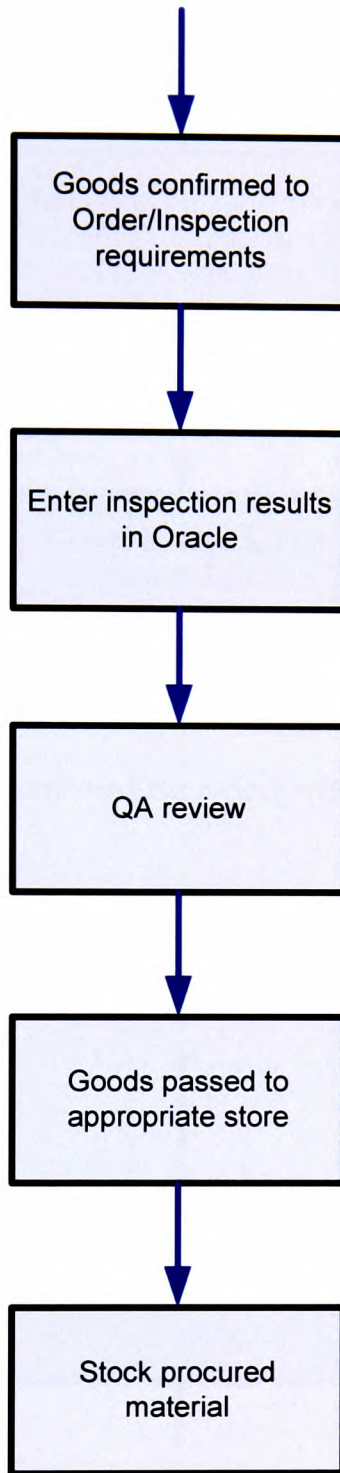 Goods confirmed to
Order/Inspection
requirements
Enter inspection results
in Oracle
QA review
Goods passed to
appropriate store
Stock procured
material